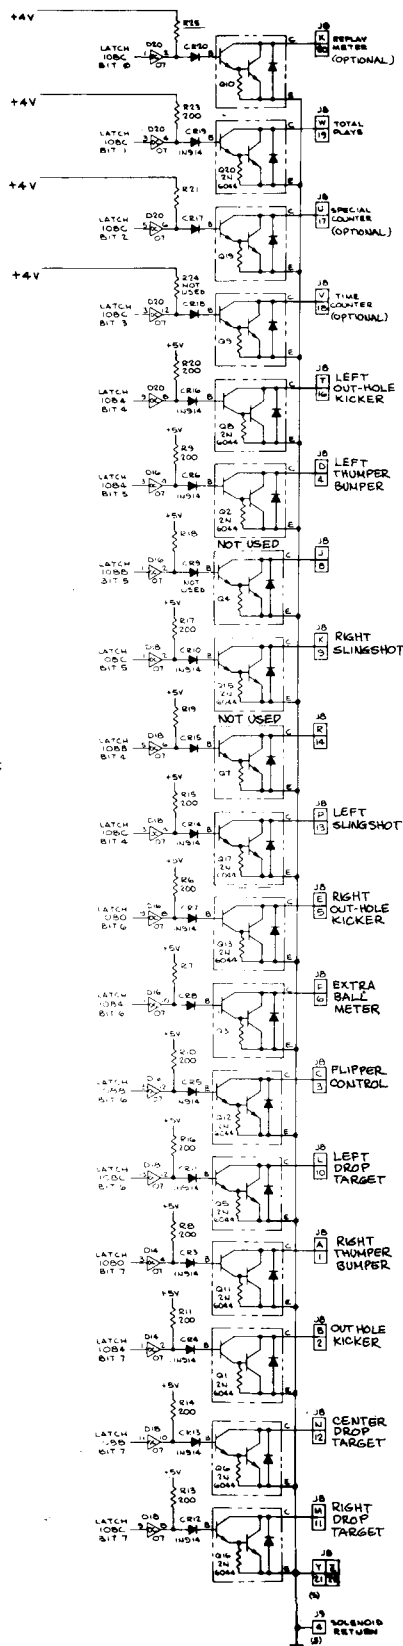 +4V
R25
J8
LATCH
10BC
BIT 0
D20
07
CR20
B
C
E
Q10
K
REPLAY
METER
(OPTIONAL)
+4V
R23
200
J8
LATCH
10BC
BIT 1
D20
07
CR19
1N914
B
C
E
Q20
2N
6044
W
19
TOTAL
PLAYS
+4V
R21
J8
LATCH
10BC
BIT 2
D20
07
CR17
B
C
E
Q19
U
17
SPECIAL
COUNTER
(OPTIONAL)
+4V
R24
NOT
USED
J8
LATCH
10BC
BIT 3
D20
07
CR18
B
C
E
Q9
V
18
TIME
COUNTER
(OPTIONAL)
+5V
R20
200
J8
LATCH
10B4
BIT 4
D20
07
CR16
1N914
B
C
E
Q8
2N
6044
T
16
LEFT
OUT-HOLE
KICKER
+5V
R9
200
J8
LATCH
10B4
BIT 5
D16
07
CR6
1N914
B
C
E
Q2
2N
6044
D
4
LEFT
THUMPER
BUMPER
NOT USED
+5V
R18
J8
LATCH
10BB
BIT 5
D16
07
CR9
NOT
USED
B
C
E
Q4
J
8
+5V
R17
200
J8
LATCH
10BC
BIT 5
D18
07
CR10
1N914
B
C
E
Q15
2N
6044
K
9
RIGHT
SLINGSHOT
NOT USED
+5V
R19
J8
LATCH
10BB
BIT 4
D18
07
CR15
B
C
E
Q7
R
14
+5V
R15
200
J8
LATCH
10BC
BIT 4
D18
07
CR14
1N914
B
C
E
Q17
2N
6044
P
13
LEFT
SLINGSHOT
+5V
R6
200
J8
LATCH
10B0
BIT 6
D16
07
CR7
1N914
B
C
E
Q13
2N
6044
E
5
RIGHT
OUT-HOLE
KICKER
+5V
R7
J8
LATCH
10B4
BIT 6
D16
07
CR8
B
C
E
Q3
F
6
EXTRA
BALL
METER
+5V
R10
200
J8
LATCH
BIT 6
07
CR5
1N914
B
C
E
Q12
2N
6044
C
3
FLIPPER
CONTROL
+5V
R16
200
J8
LATCH
10BC
BIT 6
D18
07
CR11
1N914
B
C
E
Q5
2N
6044
L
10
LEFT
DROP
TARGET
+5V
R8
200
J8
LATCH
10B0
BIT 7
D14
07
CR3
1N914
B
C
E
Q11
2N
6044
A
1
RIGHT
THUMPER
BUMPER
+5V
R11
200
J8
LATCH
10B4
BIT 7
D14
07
CR4
1N914
B
C
E
Q1
2N
6044
B
2
OUTHOLE
KICKER
+5V
R14
200
J8
LATCH
BIT 7
D18
07
CR13
1N914
B
C
E
Q6
2N
6044
N
12
CENTER
DROP
TARGET
+5V
R13
200
J8
LATCH
10BC
BIT 7
D18
07
CR12
1N914
B
C
Q16
2N
6044
M
11
RIGHT
DROP
TARGET
J8
Y
21
J9
4
SOLENOID
RETURN